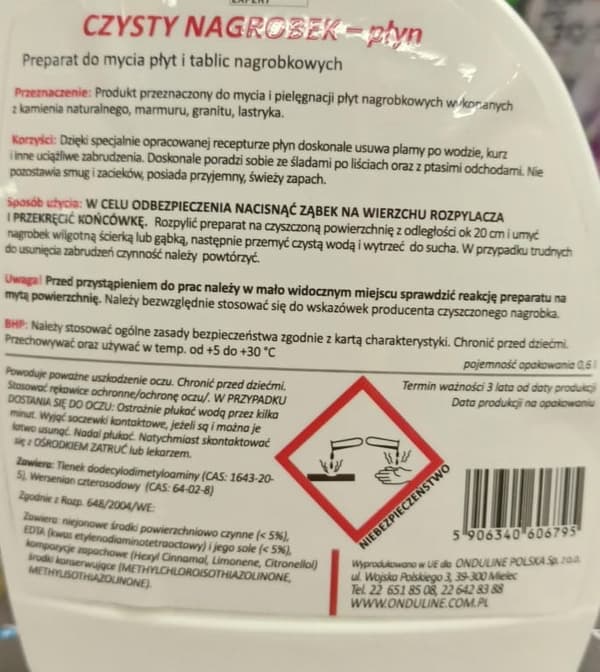 EXPERT
CZYSTY NAGROBEK – płyn
Preparat do mycia płyt i tablic nagrobkowych
Przeznaczenie: Produkt przeznaczony do mycia i pielęgnacji płyt nagrobkowych wykonanych
z kamienia naturalnego, marmuru, granitu, lastryka.
Korzyści: Dzięki specjalnie opracowanej recepturze płyn doskonale usuwa plamy po wodzie, kurz
i inne uciążliwe zabrudzenia. Doskonale poradzi sobie ze śladami po liściach oraz z ptasimi odchodami. Nie
pozostawia smug i zacieków, posiada przyjemny, świeży zapach.
Sposób użycia: W CELU ODBEZPIECZENIA NACISNĄĆ ZĄBEK NA WIERZCHU ROZPYLACZA
I PRZEKRĘCIĆ KOŃCÓWKĘ. Rozpylić preparat na czyszczoną powierzchnię z odległości ok 20 cm i umyć
nagrobek wilgotną ścierką lub gąbką, następnie przemyć czystą wodą i wytrzeć do sucha. W przypadku trudnych
do usunięcia zabrudzeń czynność należy powtórzyć.
Uwaga! Przed przystąpieniem do prac należy w mało widocznym miejscu sprawdzić reakcję preparatu na
mytą powierzchnię. Należy bezwzględnie stosować się do wskazówek producenta czyszczonego nagrobka.
BHP: Należy stosować ogólne zasady bezpieczeństwa zgodnie z kartą charakterystyki. Chronić przed dziećmi.
Przechowywać oraz używać w temp. od +5 do +30 °C
pojemność opakowania 0,6 l
Termin ważności 3 lata od daty produkcji
Data produkcji na opakowaniu
Powoduje poważne uszkodzenie oczu. Chronić przed dziećmi.
Stosować rękawice ochronne/ochronę oczu/. W PRZYPADKU
DOSTANIA SIĘ DO OCZU: Ostrożnie płukać wodą przez kilka
minut. Wyjąć soczewki kontaktowe, jeżeli są i można je
łatwo usunąć. Nadal płukać. Natychmiast skontaktować
się z OŚRODKIEM ZATRUĆ lub lekarzem.
Zawiera: Tlenek dodecylodimetyloaminy (CAS: 1643-20-
5). Wersenian czterosodowy (CAS: 64-02-8)
Zgodnie z Rozp. 648/2004/WE:
Zawiera: niejonowe środki powierzchniowo czynne (< 5%),
EDTA (kwas etylenodiaminotetraoctowy) i jego sole (< 5%),
kompozycje zapachowe (Hexyl Cinnamal, Limonene, Citronellol)
środki konserwujące (METHYLCHLOROISOTHIAZOLINONE,
METHYLISOTHIAZOLINONE).
NIEBEZPIECZEŃSTWO
5 906340 606795
Wyprodukowano w UE dla ONDULINE POLSKA Sp. z o.o.
ul. Wojska Polskiego 3, 39-300 Mielec
Tel. 22 651 85 08, 22 642 83 88
WWW.ONDULINE.COM.PL